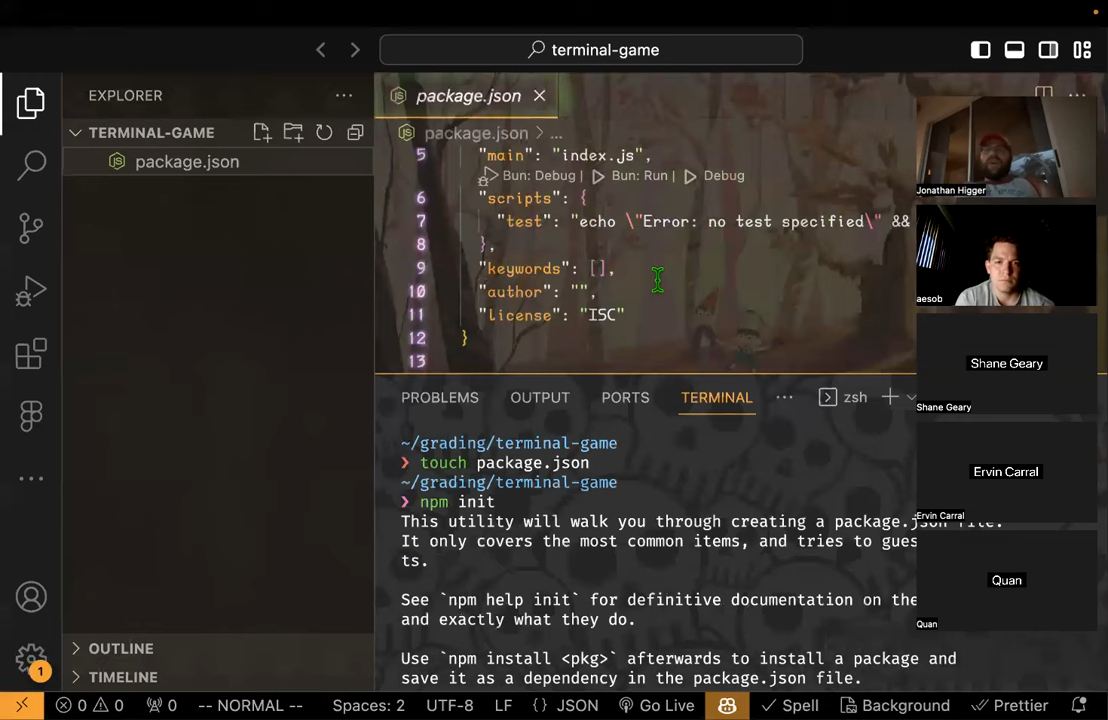 terminal-game
EXPLORER
TERMINAL-GAME
package.json
package.json
package.json > ...
5 "main": "index.js",
Bun: Debug | Bun: Run | Debug
6 "scripts": {
7 "test": "echo \"Error: no test specified\" &&
8 },
9 "keywords": [],
10 "author": "",
11 "license": "ISC"
12 }
13
PROBLEMS OUTPUT PORTS TERMINAL ... zsh
~/grading/terminal-game
❯ touch package.json
~/grading/terminal-game
❯ npm init
This utility will walk you through creating a package.json file.
It only covers the most common items, and tries to gues
ts.
See `npm help init` for definitive documentation on the
and exactly what they do.
Use `npm install <pkg>` afterwards to install a package and
save it as a dependency in the package.json file.
Jonathan Higger
aesob
Shane Geary
Shane Geary
Ervin Carral
Ervin Carral
Quan
Quan
OUTLINE
TIMELINE
1
0 0 0 -- NORMAL -- Spaces: 2 UTF-8 LF {} JSON Go Live Spell Background Prettier